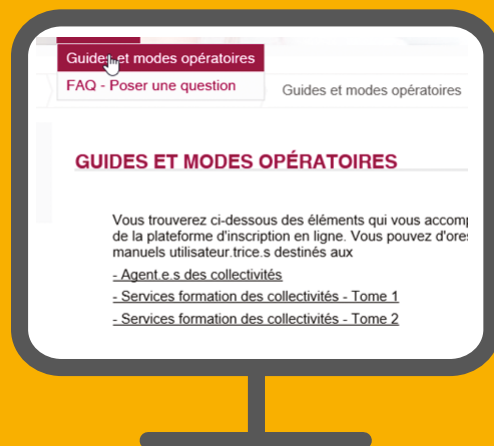 Guides et modes opératoires
FAQ - Poser une question
Guides et modes opératoires
GUIDES ET MODES OPÉRATOIRES
Vous trouverez ci-dessous des éléments qui vous
de la plateforme d'inscription en ligne. Vous pouvez
manuels utilisateur.trice.s destinés aux
- Agent.e.s des collectivités
- Services formation des collectivités - Tome 1
- Services formation des collectivités - Tome 2